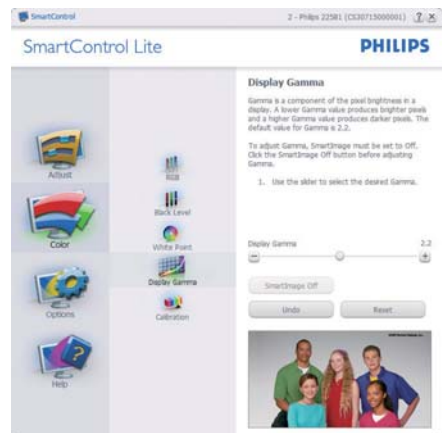 SmartControl
2 - Philips 225B1 (CS30715000001)
SmartControl Lite
PHILIPS
Adjust
Color
Options
Help
RGB
Black Level
White Point
Display Gamma
Calibration
Display Gamma
Gamma is a component of the pixel brightness in a
display. A lower Gamma value produces brighter pixels
and a higher Gamma value produces darker pixels. The
default value for Gamma is 2.2.
To adjust Gamma, SmartImage must be set to Off.
Click the SmartImage Off button before adjusting
Gamma.
1. Use the slider to select the desired Gamma.
Display Gamma
2.2
SmartImage Off
Undo
Reset